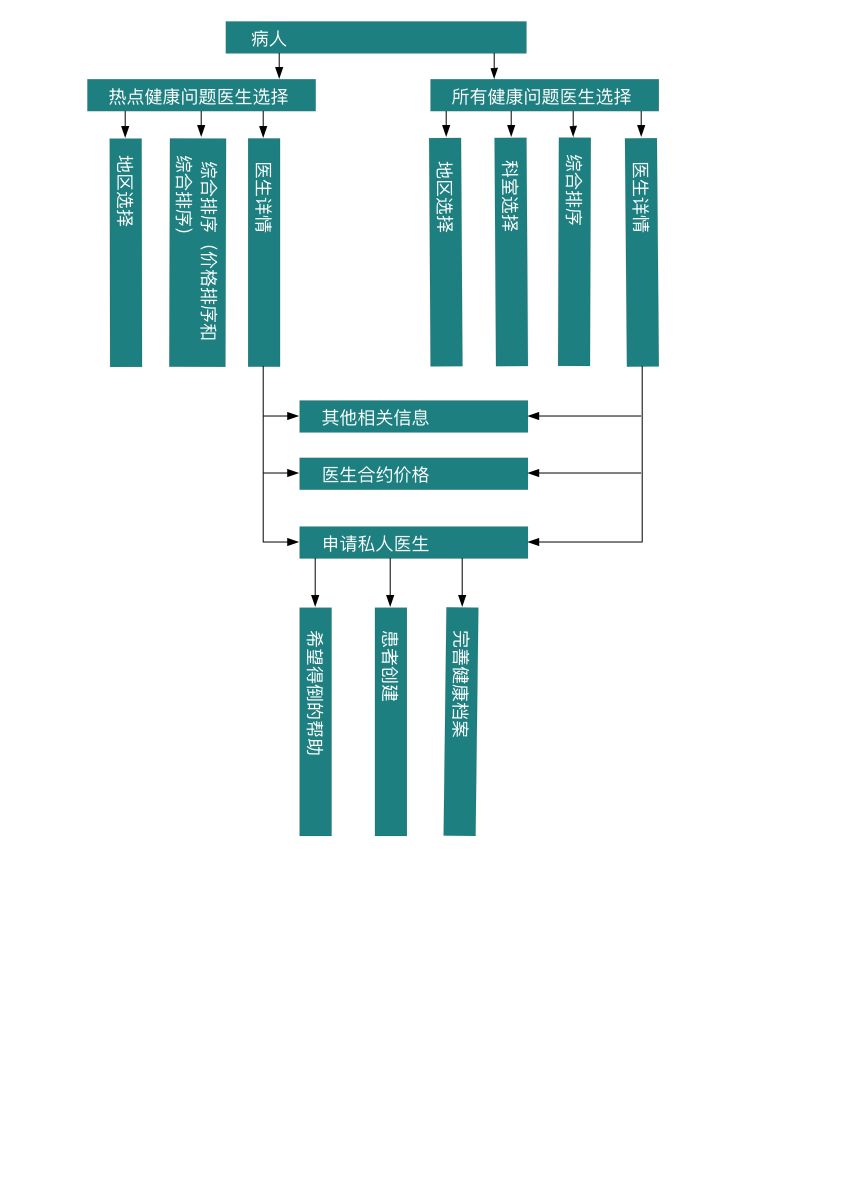 病人
热点健康问题医生选择
所有健康问题医生选择
地区选择
综合排序（价格排序和
综合排序）
医生详情
地区选择
科室选择
综合排序
医生详情
其他相关信息
医生合约价格
申请私人医生
希望得倒的帮助
患者创建
完善健康档案